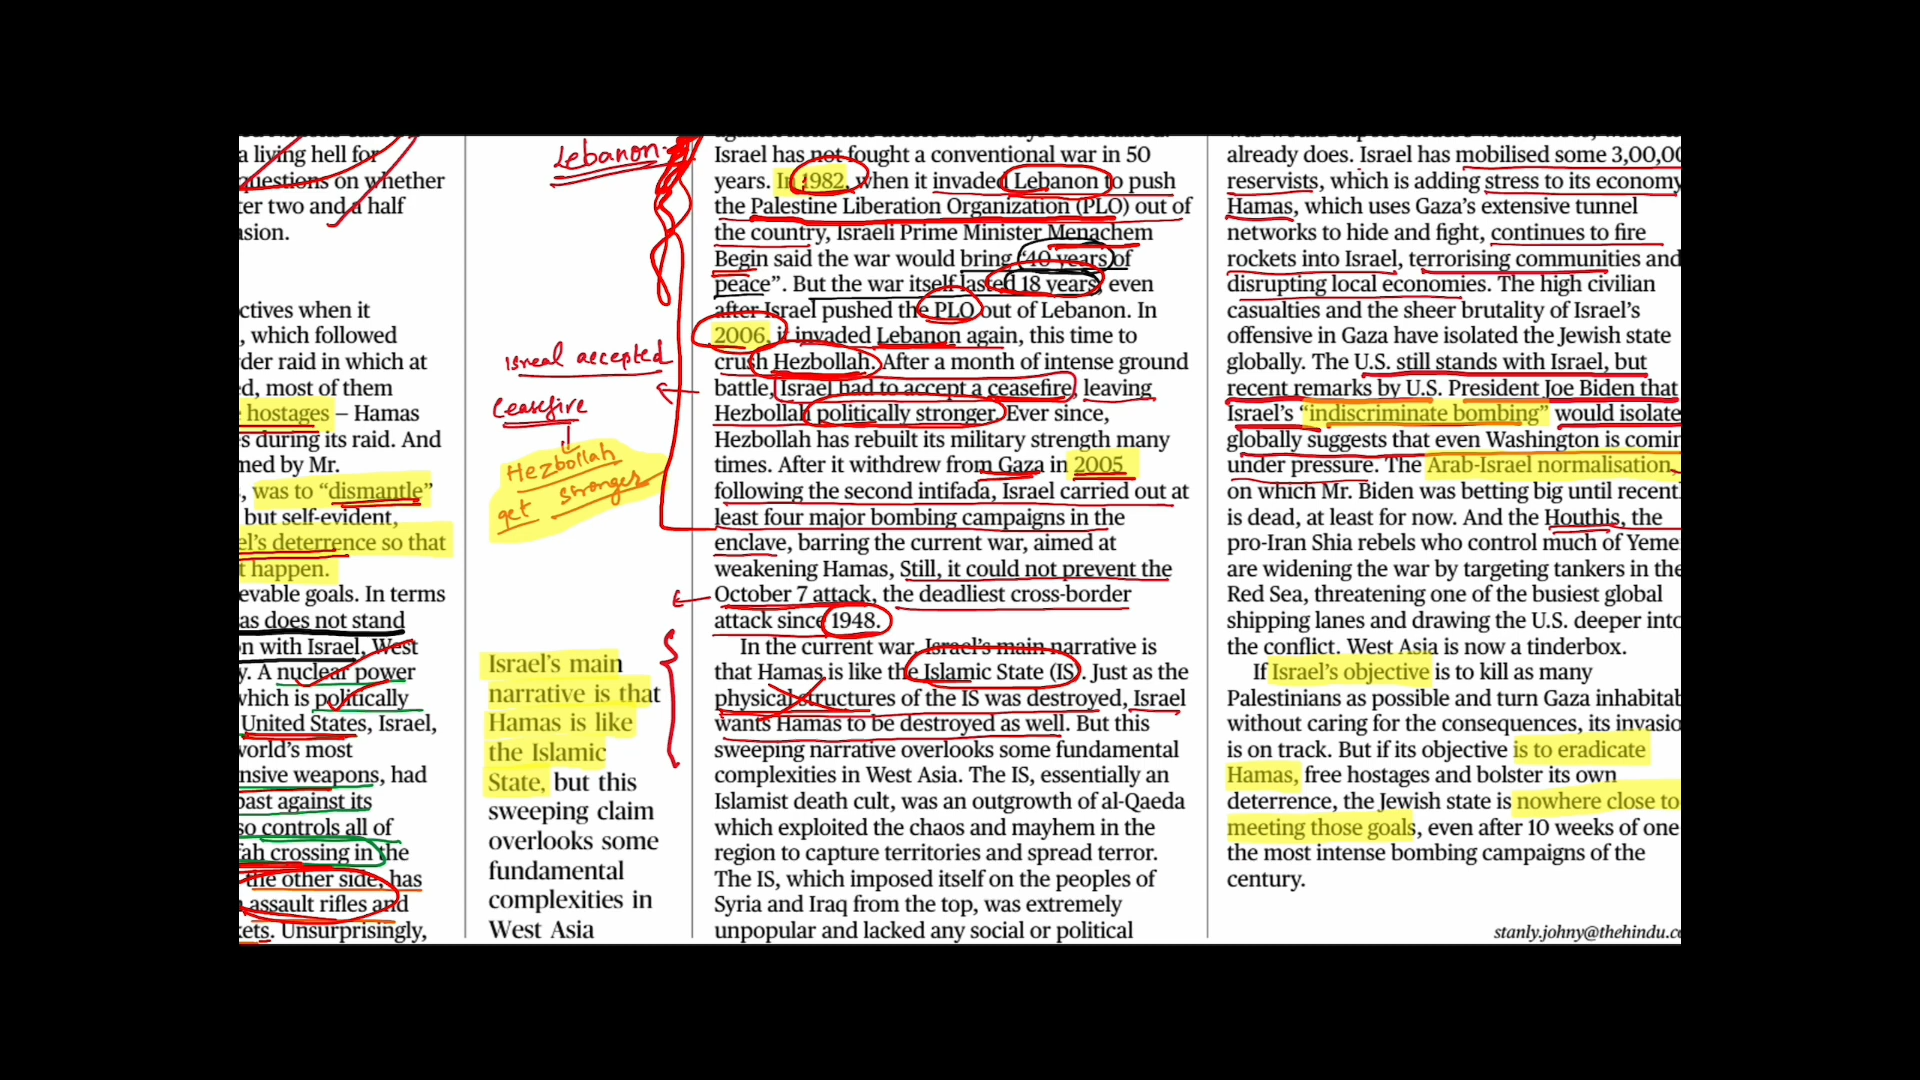 a living hell for
questions on whether
ter two and a half
asion.
ctives when it
, which followed
der raid in which at
ed, most of them
hostages – Hamas
s during its raid. And
ned by Mr.
, was to “dismantle”
but self-evident,
el’s deterrence so that
t happen.
evable goals. In terms
as does not stand
n with Israel, West
y. A nuclear power
which is politically
United States, Israel,
world’s most
nsive weapons, had
past against its
so controls all of
fah crossing in the
the other side, has
assault rifles and
kets. Unsurprisingly,
Lebanon
Isreal accepted
Ceasefire
Hezbollah
get stronger
Israel’s main
narrative is that
Hamas is like
the Islamic
State, but this
sweeping claim
overlooks some
fundamental
complexities in
West Asia
Israel has not fought a conventional war in 50
years. In 1982, when it invaded Lebanon to push
the Palestine Liberation Organization (PLO) out of
the country, Israeli Prime Minister Menachem
Begin said the war would bring “40 years of
peace”. But the war itself lasted 18 years, even
after Israel pushed the PLO out of Lebanon. In
2006, it invaded Lebanon again, this time to
crush Hezbollah. After a month of intense ground
battle, Israel had to accept a ceasefire, leaving
Hezbollah politically stronger. Ever since,
Hezbollah has rebuilt its military strength many
times. After it withdrew from Gaza in 2005
following the second intifada, Israel carried out at
least four major bombing campaigns in the
enclave, barring the current war, aimed at
weakening Hamas, Still, it could not prevent the
October 7 attack, the deadliest cross-border
attack since 1948.
In the current war, Israel’s main narrative is
that Hamas is like the Islamic State (IS). Just as the
physical structures of the IS was destroyed, Israel
wants Hamas to be destroyed as well. But this
sweeping narrative overlooks some fundamental
complexities in West Asia. The IS, essentially an
Islamist death cult, was an outgrowth of al-Qaeda
which exploited the chaos and mayhem in the
region to capture territories and spread terror.
The IS, which imposed itself on the peoples of
Syria and Iraq from the top, was extremely
unpopular and lacked any social or political
already does. Israel has mobilised some 3,00,00
reservists, which is adding stress to its economy
Hamas, which uses Gaza’s extensive tunnel
networks to hide and fight, continues to fire
rockets into Israel, terrorising communities and
disrupting local economies. The high civilian
casualties and the sheer brutality of Israel’s
offensive in Gaza have isolated the Jewish state
globally. The U.S. still stands with Israel, but
recent remarks by U.S. President Joe Biden that
Israel’s “indiscriminate bombing” would isolate
globally suggests that even Washington is comin
under pressure. The Arab-Israel normalisation,
on which Mr. Biden was betting big until recent
is dead, at least for now. And the Houthis, the
pro-Iran Shia rebels who control much of Yeme
are widening the war by targeting tankers in the
Red Sea, threatening one of the busiest global
shipping lanes and drawing the U.S. deeper into
the conflict. West Asia is now a tinderbox.
If Israel’s objective is to kill as many
Palestinians as possible and turn Gaza inhabitab
without caring for the consequences, its invasio
is on track. But if its objective is to eradicate
Hamas, free hostages and bolster its own
deterrence, the Jewish state is nowhere close to
meeting those goals, even after 10 weeks of one
the most intense bombing campaigns of the
century.
stanly.johny@thehindu.c